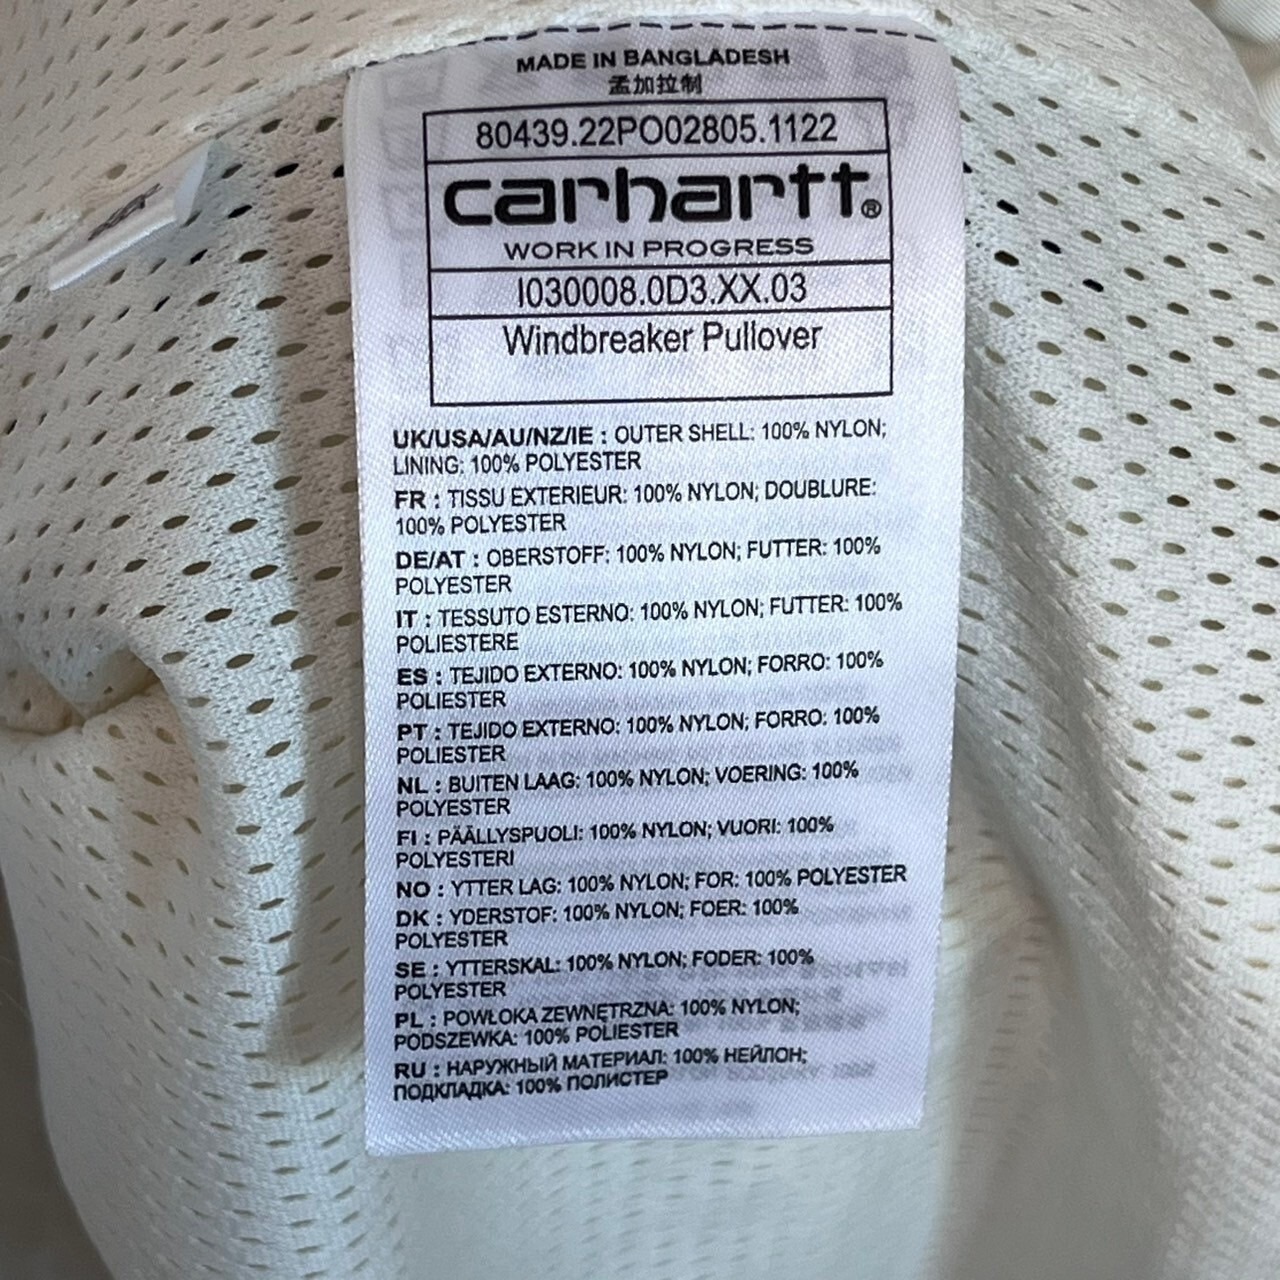 MADE IN BANGLADESH
孟加拉制
80439.22PO02805.1122
carhartt®
WORK IN PROGRESS
I030008.0D3.XX.03
Windbreaker Pullover
UK/USA/AU/NZ/IE : OUTER SHELL: 100% NYLON;
LINING: 100% POLYESTER
FR : TISSU EXTERIEUR: 100% NYLON; DOUBLURE:
100% POLYESTER
DE/AT : OBERSTOFF: 100% NYLON; FUTTER: 100%
POLYESTER
IT : TESSUTO ESTERNO: 100% NYLON; FUTTER: 100%
POLIESTERE
ES : TEJIDO EXTERNO: 100% NYLON; FORRO: 100%
POLIESTER
PT : TEJIDO EXTERNO: 100% NYLON; FORRO: 100%
POLIESTER
NL : BUITEN LAAG: 100% NYLON; VOERING: 100%
POLYESTER
FI : PÄÄLLYSPUOLI: 100% NYLON; VUORI: 100%
POLYESTERI
NO : YTTER LAG: 100% NYLON; FOR: 100% POLYESTER
DK : YDERSTOF: 100% NYLON; FOER: 100%
POLYESTER
SE : YTTERSKAL: 100% NYLON; FODER: 100%
POLYESTER
PL : POWŁOKA ZEWNĘTRZNA: 100% NYLON;
PODSZEWKA: 100% POLIESTER
RU : НАРУЖНЫЙ МАТЕРИАЛ: 100% НЕЙЛОН;
ПОДКЛАДКА: 100% ПОЛИСТЕР